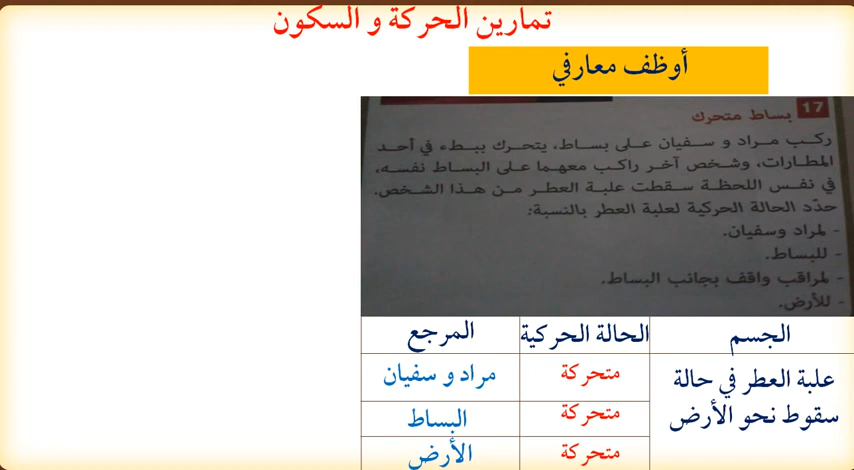 تمارين الحركة و السكون
أوظف معارفي
17 بساط متحرك
ركب مراد و سفيان على بساط، يتحرك ببطء في أحد
المطارات، وشخص آخر راكب معهما على البساط نفسه،
في نفس اللحظة سقطت علبة العطر من هذا الشخص.
حدّد الحالة الحركية لعلبة العطر بالنسبة:
- لمراد وسفيان.
- للبساط.
- لمراقب واقف بجانب البساط.
- للأرض.
الجسم الحالة الحركية المرجع
علبة العطر في حالة سقوط نحو الأرض
متحركة مراد و سفيان
متحركة البساط
متحركة الأرض